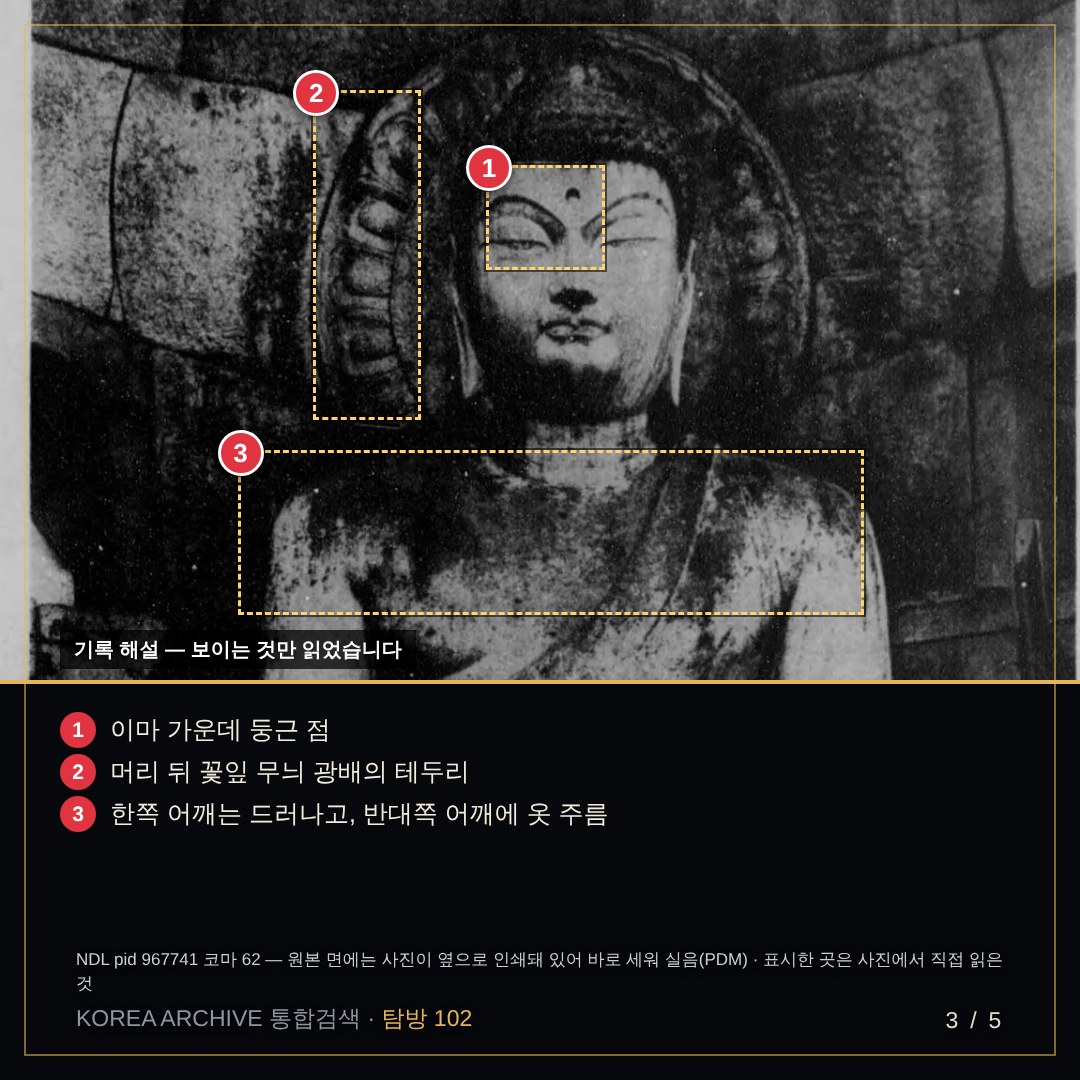 2
1
3
기록 해설 — 보이는 것만 읽었습니다
1 이마 가운데 둥근 점
2 머리 뒤 꽃잎 무늬 광배의 테두리
3 한쪽 어깨는 드러나고, 반대쪽 어깨에 옷 주름
NDL pid 967741 코마 62 — 원본 면에는 사진이 옆으로 인쇄돼 있어 바로 세워 실음(PDM) · 표시한 곳은 사진에서 직접 읽은
것
KOREA ARCHIVE 통합검색 · 탐방 102
3 / 5